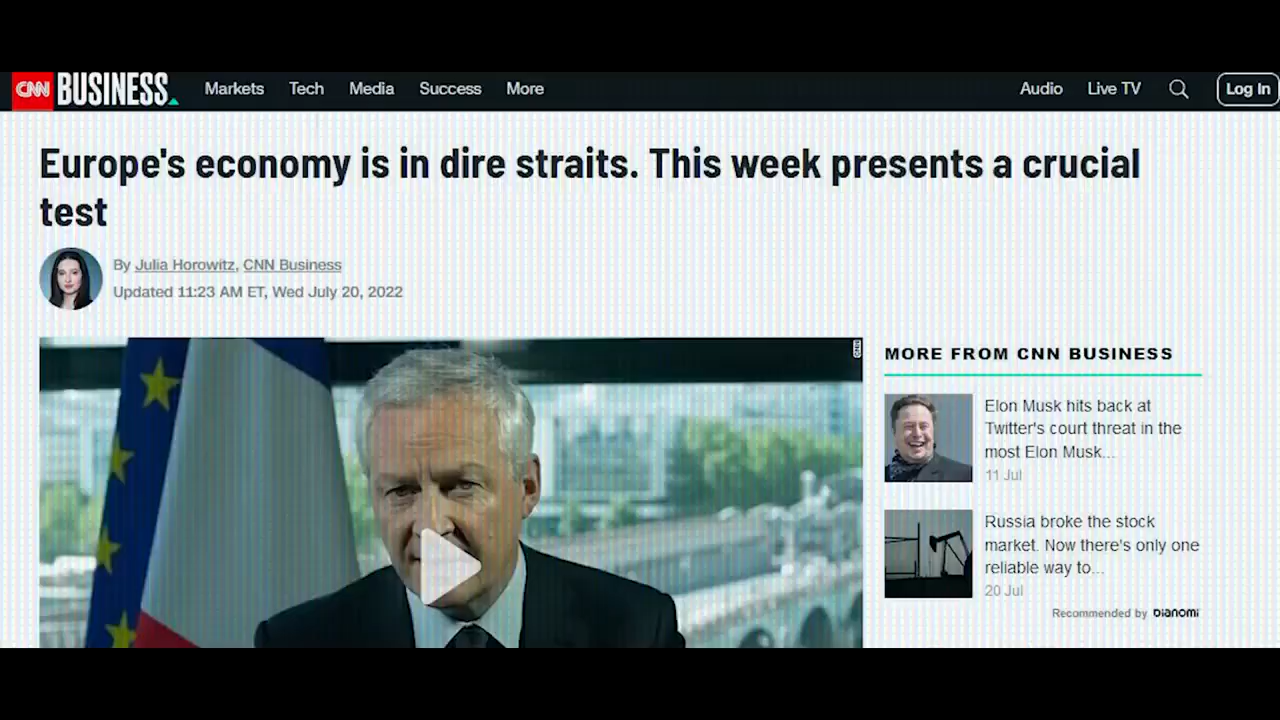 CNN BUSINESS Markets Tech Media Success More Audio Live TV Log In
Europe's economy is in dire straits. This week presents a crucial
test
By Julia Horowitz, CNN Business
Updated 11:23 AM ET, Wed July 20, 2022
CNN
MORE FROM CNN BUSINESS
Elon Musk hits back at
Twitter's court threat in the
most Elon Musk...
11 Jul
Russia broke the stock
market. Now there's only one
reliable way to...
20 Jul
Recommended by DIANOMI